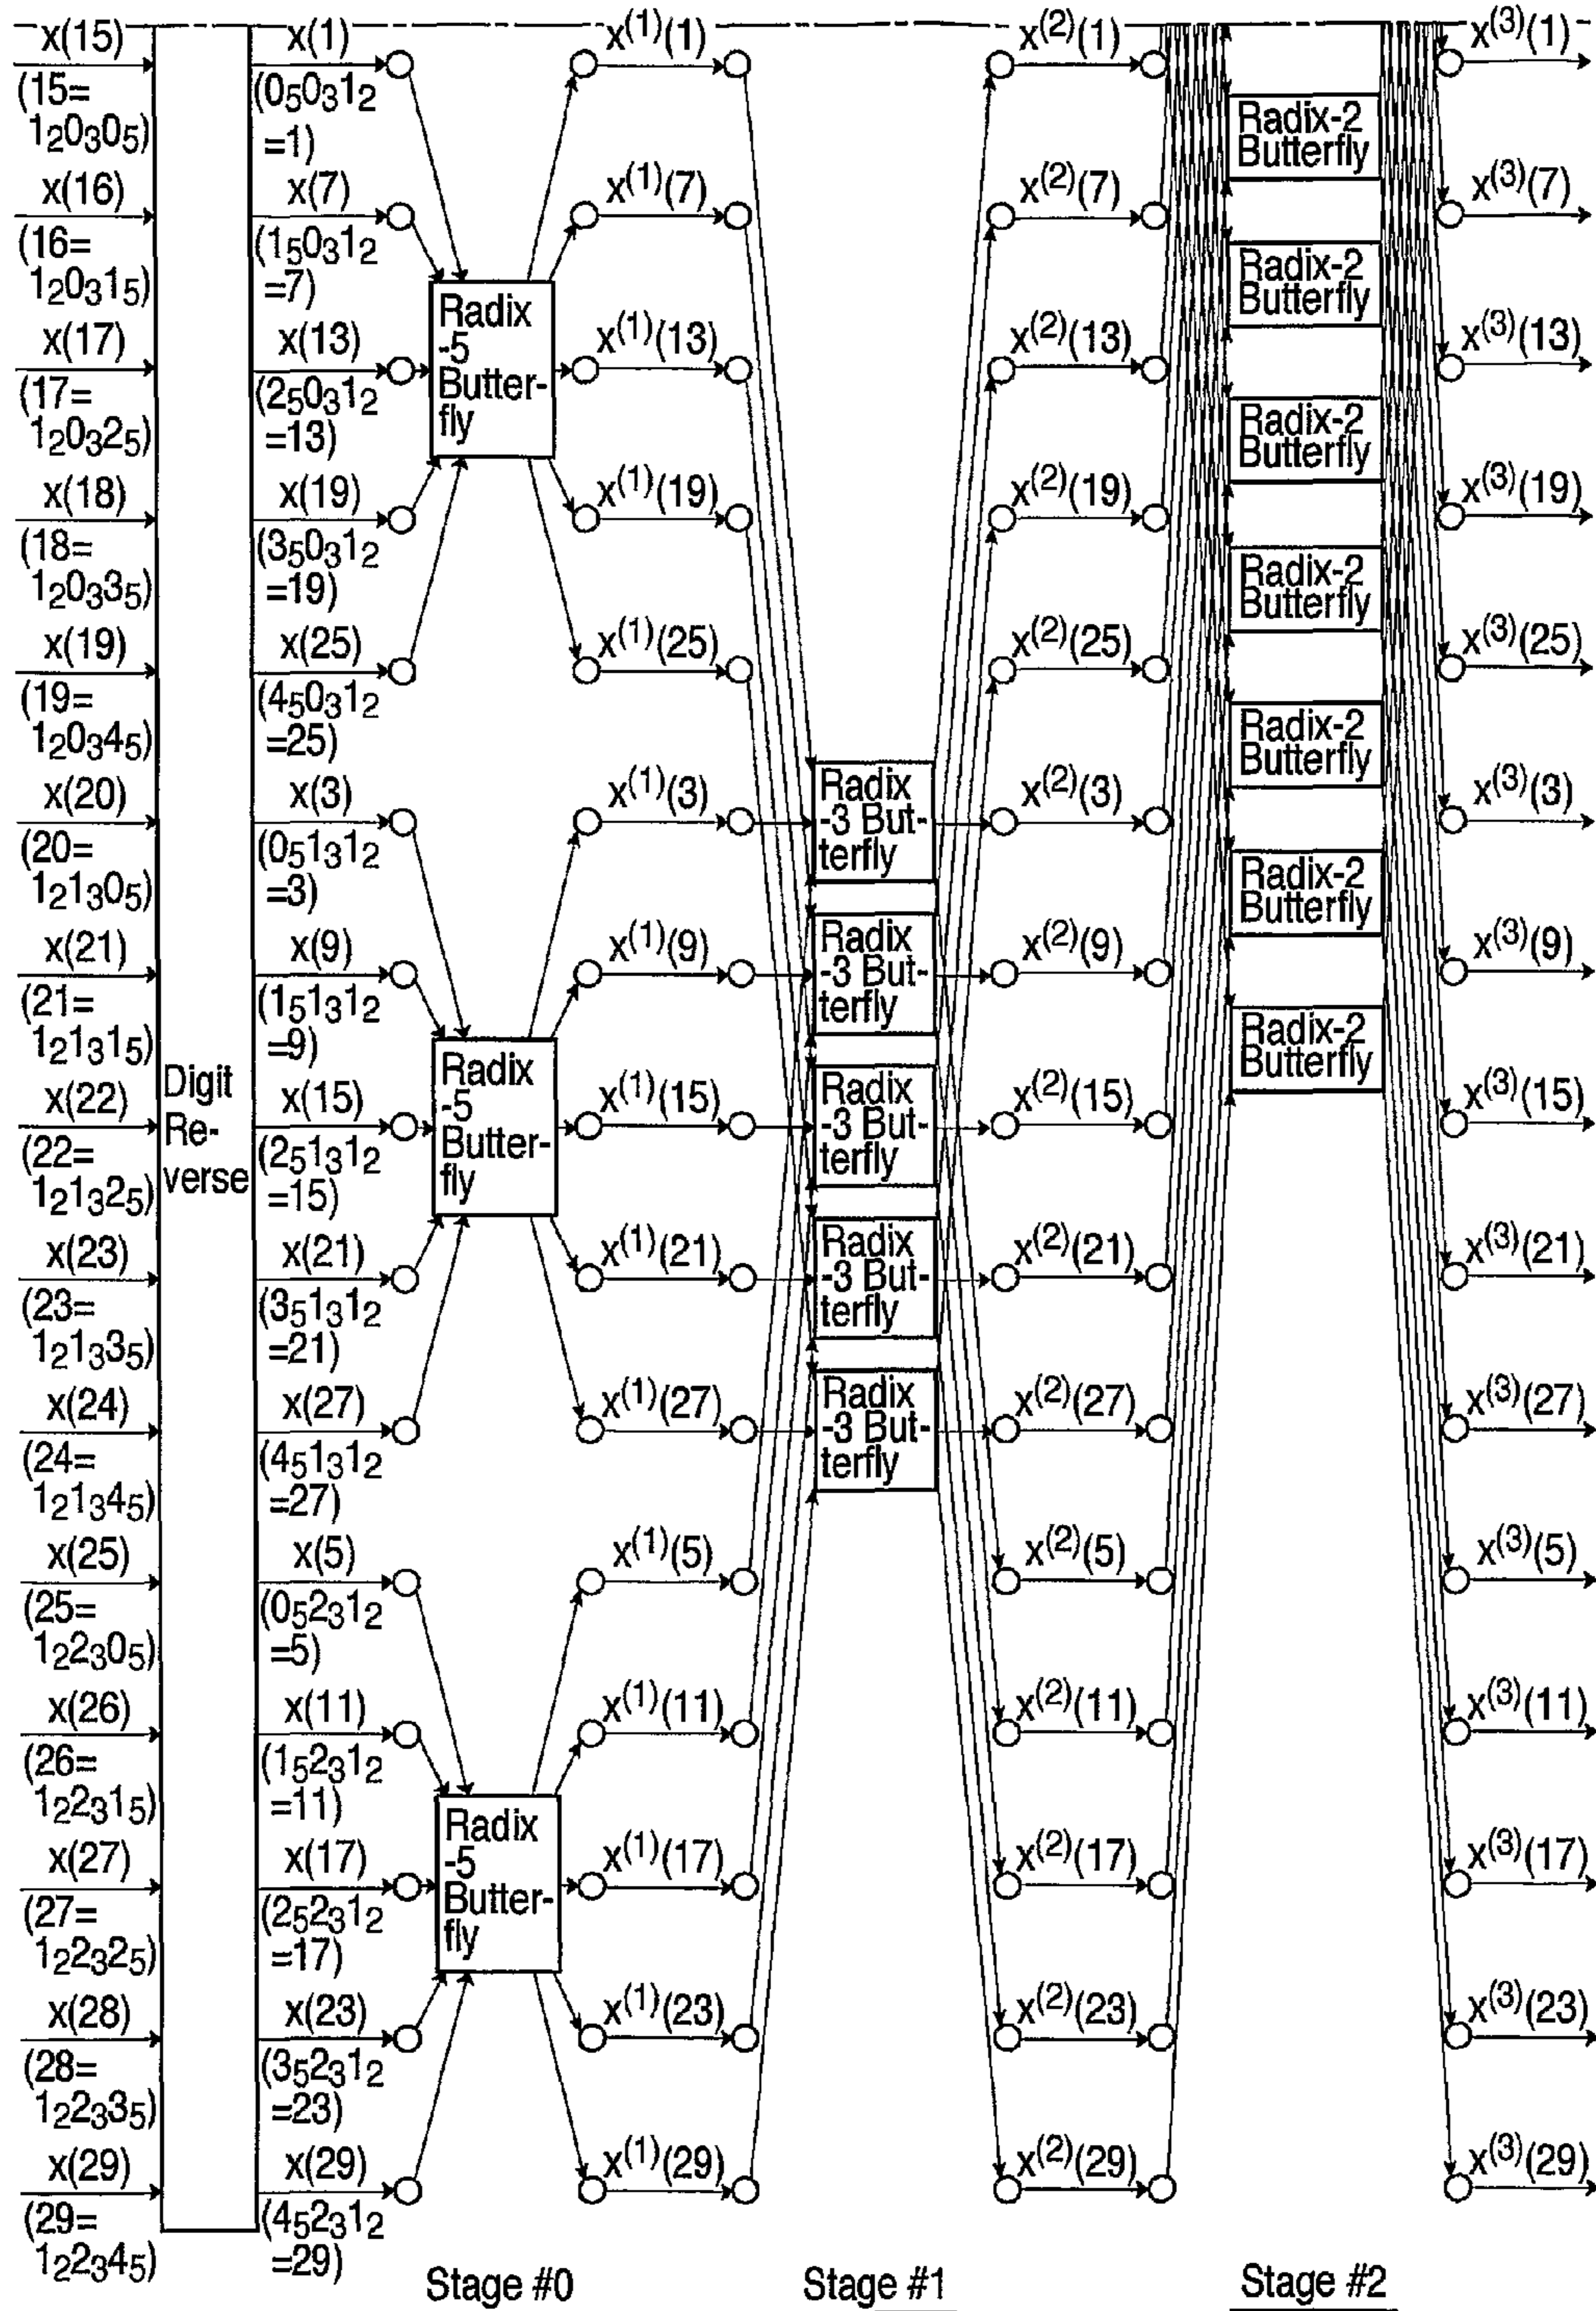 x(15) x(1) x⁽¹⁾(1) x⁽²⁾(1) x⁽³⁾(1)
(15= (0₅0₃1₂
1₂0₃0₅) =1)
Radix-2
Butterfly
x(16) x(7) x⁽¹⁾(7) x⁽²⁾(7) x⁽³⁾(7)
(16= (1₅0₃1₂
1₂0₃1₅) =7)
Radix-2
Butterfly
Radix
-5
Butter-
fly
x(17) x(13) x⁽¹⁾(13) x⁽²⁾(13) x⁽³⁾(13)
(17= (2₅0₃1₂
1₂0₃2₅) =13)
Radix-2
Butterfly
x(18) x(19) x⁽¹⁾(19) x⁽²⁾(19) x⁽³⁾(19)
(18= (3₅0₃1₂
1₂0₃3₅) =19)
Radix-2
Butterfly
x(19) x(25) x⁽¹⁾(25) x⁽²⁾(25) x⁽³⁾(25)
(19= (4₅0₃1₂
1₂0₃4₅) =25)
Radix-2
Butterfly
x(20) x(3) x⁽¹⁾(3) x⁽²⁾(3) x⁽³⁾(3)
Radix
-3 But-
terfly
(20= (0₅1₃1₂
1₂1₃0₅) =3)
Radix-2
Butterfly
x(21) x(9) x⁽¹⁾(9) x⁽²⁾(9) x⁽³⁾(9)
Radix
-3 But-
terfly
(21= (1₅1₃1₂
1₂1₃1₅) =9)
Radix-2
Butterfly
Digit
Re-
verse
Radix
-5
Butter-
fly
x(22) x(15) x⁽¹⁾(15) x⁽²⁾(15) x⁽³⁾(15)
Radix
-3 But-
terfly
(22= (2₅1₃1₂
1₂1₃2₅) =15)
x(23) x(21) x⁽¹⁾(21) x⁽²⁾(21) x⁽³⁾(21)
Radix
-3 But-
terfly
(23= (3₅1₃1₂
1₂1₃3₅) =21)
x(24) x(27) x⁽¹⁾(27) x⁽²⁾(27) x⁽³⁾(27)
Radix
-3 But-
terfly
(24= (4₅1₃1₂
1₂1₃4₅) =27)
x(25) x(5) x⁽¹⁾(5) x⁽²⁾(5) x⁽³⁾(5)
(25= (0₅2₃1₂
1₂2₃0₅) =5)
x(26) x(11) x⁽¹⁾(11) x⁽²⁾(11) x⁽³⁾(11)
(26= (1₅2₃1₂
1₂2₃1₅) =11)
Radix
-5
Butter-
fly
x(27) x(17) x⁽¹⁾(17) x⁽²⁾(17) x⁽³⁾(17)
(27= (2₅2₃1₂
1₂2₃2₅) =17)
x(28) x(23) x⁽¹⁾(23) x⁽²⁾(23) x⁽³⁾(23)
(28= (3₅2₃1₂
1₂2₃3₅) =23)
x(29) x(29) x⁽¹⁾(29) x⁽²⁾(29) x⁽³⁾(29)
(29= (4₅2₃1₂
1₂2₃4₅) =29)
Stage #0 Stage #1 Stage #2